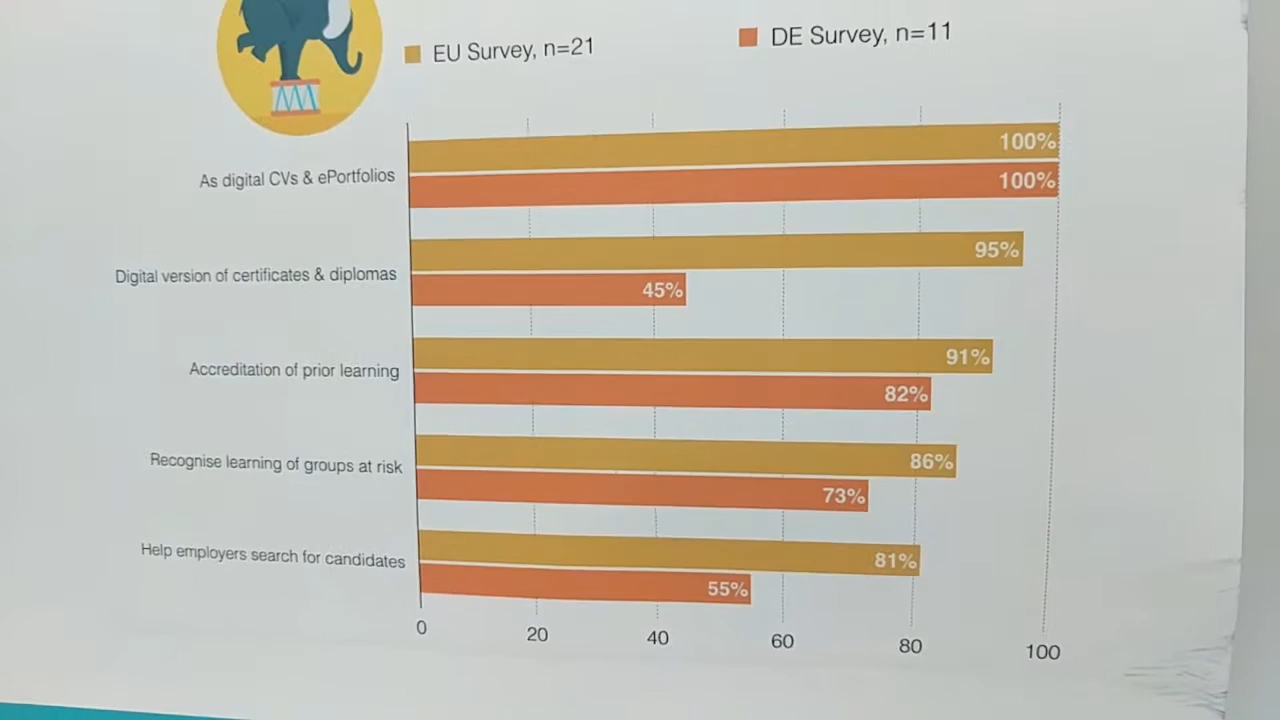 EU Survey, n=21
DE Survey, n=11
As digital CVs & ePortfolios
100%
100%
Digital version of certificates & diplomas
95%
45%
Accreditation of prior learning
91%
82%
Recognise learning of groups at risk
86%
73%
Help employers search for candidates
81%
55%
0 20 40 60 80 100